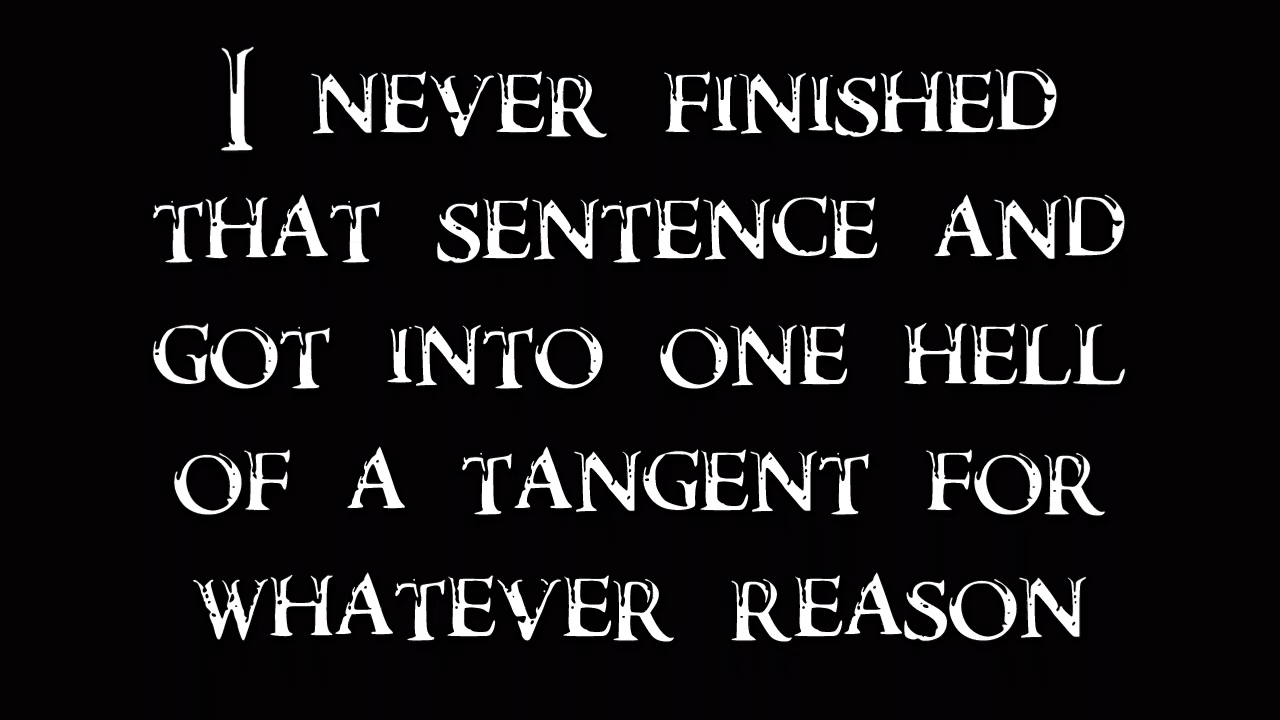 I NEVER FINISHED
THAT SENTENCE AND
GOT INTO ONE HELL
OF A TANGENT FOR
WHATEVER REASON